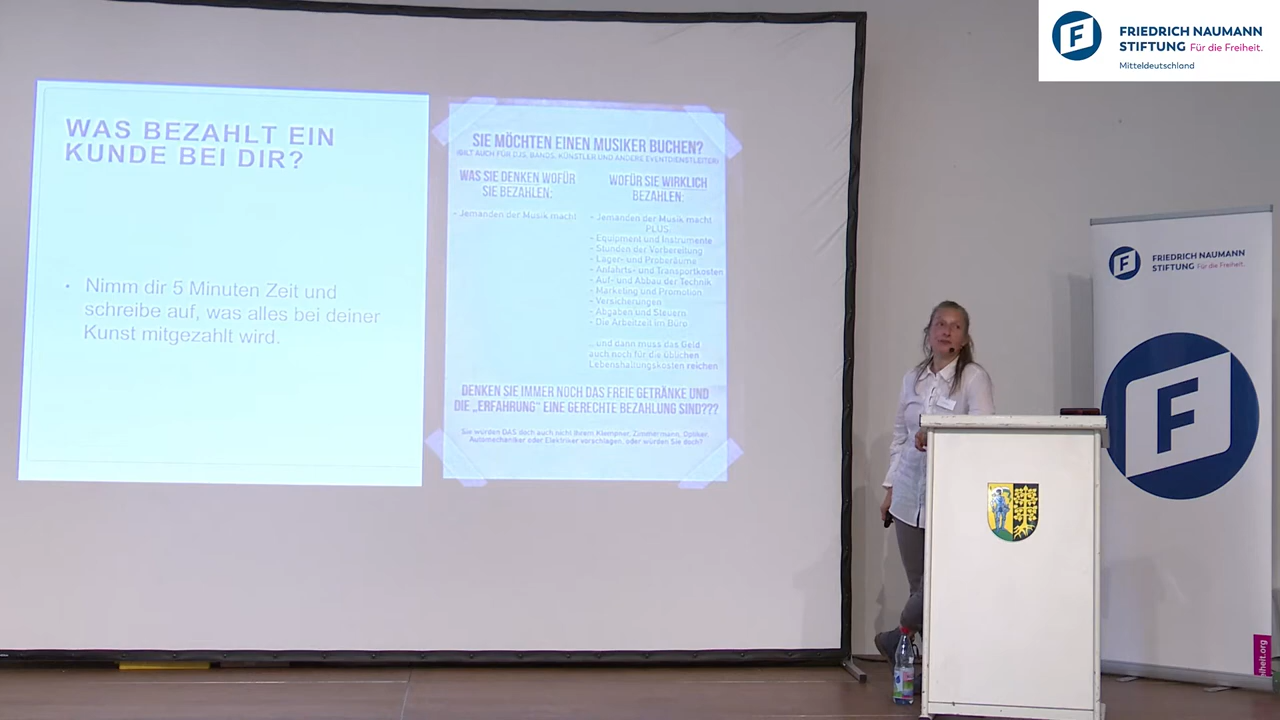 FRIEDRICH NAUMANN
STIFTUNG Für die Freiheit.
Mitteldeutschland
WAS BEZAHLT EIN
KUNDE BEI DIR?
• Nimm dir 5 Minuten Zeit und
schreibe auf, was alles bei deiner
Kunst mitgezahlt wird.
SIE MÖCHTEN EINEN MUSIKER BUCHEN?
(GILT AUCH FÜR DJS, BANDS, KÜNSTLER UND ANDERE EVENTDIENSTLEITER)
WAS SIE DENKEN WOFÜR
SIE BEZAHLEN:
- Jemanden der Musik macht
WOFÜR SIE WIRKLICH
BEZAHLEN:
- Jemanden der Musik macht
PLUS
- Equipment und Instrumente
- Stunden der Vorbereitung
- Lager- und Proberäume
- Anfahrts- und Transportkosten
- Auf- und Abbau der Technik
- Marketing und Promotion
- Versicherungen
- Abgaben und Steuern
- Die Arbeitzeit im Büro
...und dann muss das Geld
auch noch für die üblichen
Lebenshaltungskosten reichen
DENKEN SIE IMMER NOCH DAS FREIE GETRÄNKE UND
DIE „ERFAHRUNG" EINE GERECHTE BEZAHLUNG SIND???
Sie würden DAS doch auch nicht Ihrem Klempner, Zimmermann, Optiker,
Automechaniker oder Elektriker vorschlagen, oder würden Sie doch?
FRIEDRICH NAUMANN
STIFTUNG Für die Freiheit.
F
F
iheit.org